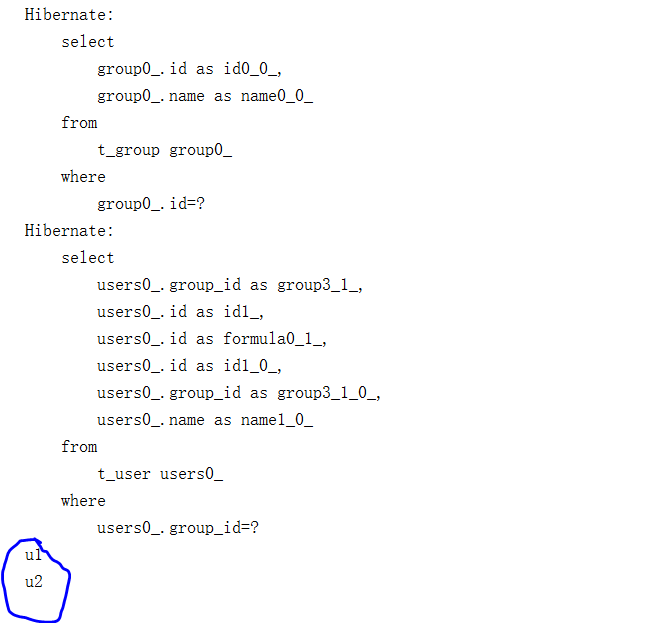 Hibernate:
select
group0_.id as id0_0_,
group0_.name as name0_0_
from
t_group group0_
where
group0_.id=?
Hibernate:
select
users0_.group_id as group3_1_,
users0_.id as id1_,
users0_.id as formula0_1_,
users0_.id as id1_0_,
users0_.group_id as group3_1_0_,
users0_.name as name1_0_
from
t_user users0_
where
users0_.group_id=?
u1
u2